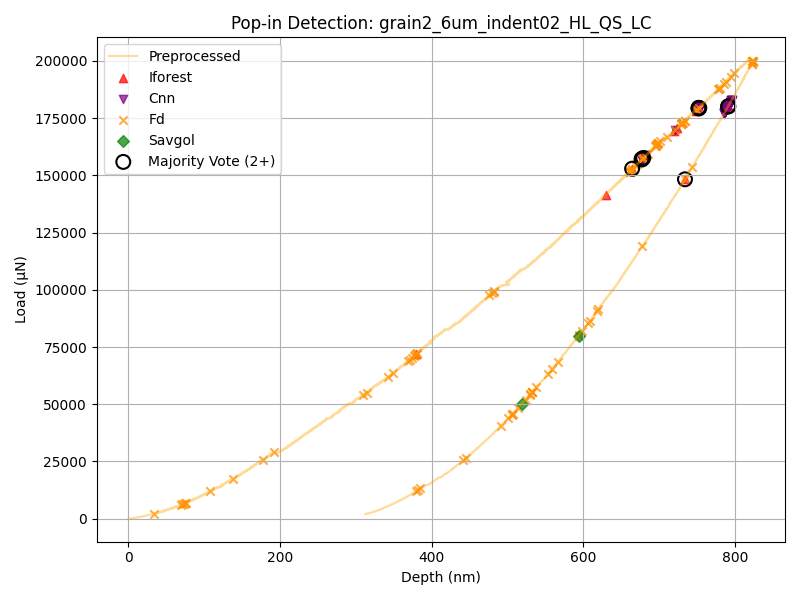 Pop-in Detection: grain2_6um_indent02_HL_QS_LC
Preprocessed
Iforest
Cnn
Fd
Savgol
Majority Vote (2+)
200000
175000
150000
125000
100000
75000
50000
25000
0
Load (µN)
0 200 400 600 800
Depth (nm)